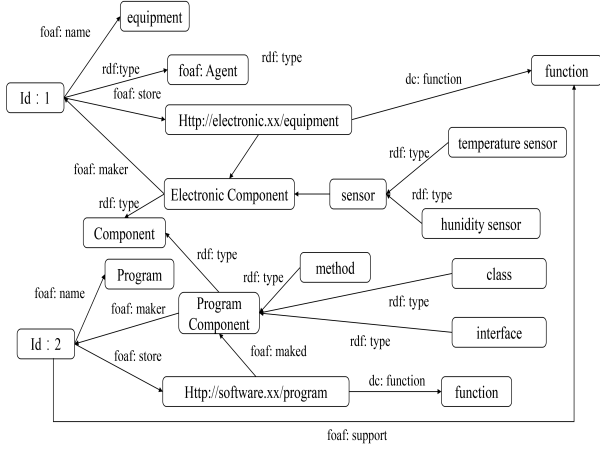 equipment
foaf: name
rdf:type
foaf: Agent
rdf: type
dc: function
function
Id : 1
foaf: store
Http://electronic.xx/equipment
temperature sensor
rdf: type
foaf: maker
Electronic Component
sensor
rdf: type
rdf: type
hunidity sensor
Component
rdf: type
method
Program
rdf: type
class
foaf: name
foaf: maker
Program
Component
rdf: type
interface
rdf: type
Id : 2
foaf: store
foaf: maked
Http://software.xx/program
dc: function
function
foaf: support